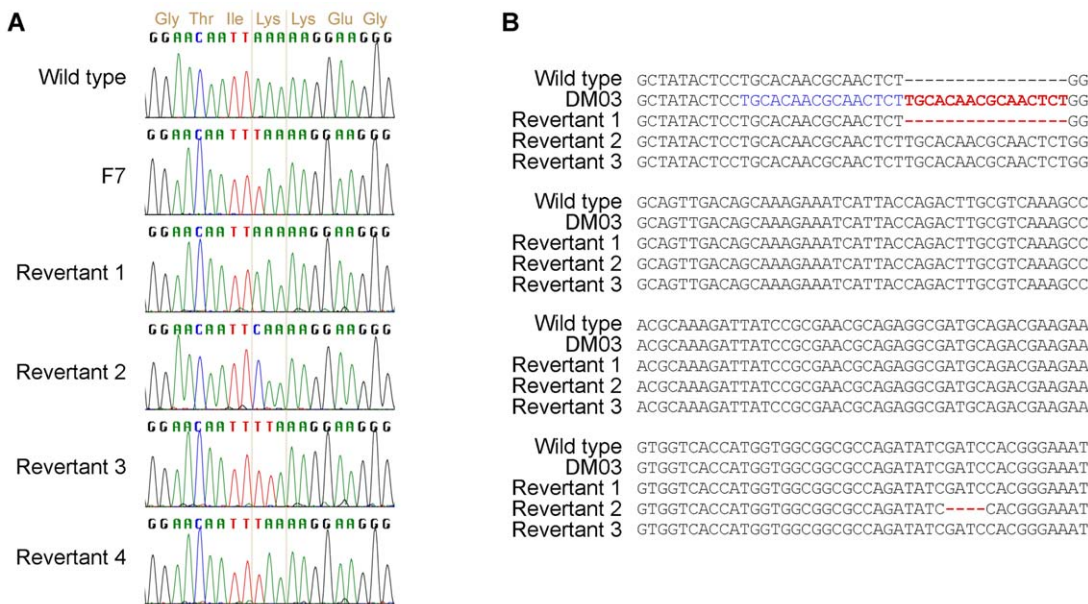 A
Gly Thr Ile Lys Lys Glu Gly
GGAACAATTAAAAAGGAAGGG
Wild type
GGAACAATTTAAAAGGAAGGG
F7
GGAACAATTAAAAAGGAAGGG
Revertant 1
GGAACAATTCAAAAGGAAGGG
Revertant 2
GGAACAATTTTAAAGGAAGGG
Revertant 3
GGAACAATTTAAAAGGAAGGG
Revertant 4
B
Wild type GCTATACTCCTGCACAACGCAACTCT----------------GG
DM03 GCTATACTCCTGCACAACGCAACTCTTGCACAACGCAACTCTGG
Revertant 1 GCTATACTCCTGCACAACGCAACTCT----------------GG
Revertant 2 GCTATACTCCTGCACAACGCAACTCTTGCACAACGCAACTCTGG
Revertant 3 GCTATACTCCTGCACAACGCAACTCTTGCACAACGCAACTCTGG
Wild type GCAGTTGACAGCAAAGAAATCATTACCAGACTTGCGTCAAAGCC
DM03 GCAGTTGACAGCAAAGAAATCATTACCAGACTTGCGTCAAAGCC
Revertant 1 GCAGTTGACAGCAAAGAAATCATTACCAGACTTGCGTCAAAGCC
Revertant 2 GCAGTTGACAGCAAAGAAATCATTACCAGACTTGCGTCAAAGCC
Revertant 3 GCAGTTGACAGCAAAGAAATCATTACCAGACTTGCGTCAAAGCC
Wild type ACGCAAAGATTATCCGCGAACGCAGAGGCGATGCAGACGAAGAA
DM03 ACGCAAAGATTATCCGCGAACGCAGAGGCGATGCAGACGAAGAA
Revertant 1 ACGCAAAGATTATCCGCGAACGCAGAGGCGATGCAGACGAAGAA
Revertant 2 ACGCAAAGATTATCCGCGAACGCAGAGGCGATGCAGACGAAGAA
Revertant 3 ACGCAAAGATTATCCGCGAACGCAGAGGCGATGCAGACGAAGAA
Wild type GTGGTCACCATGGTGGCGGCGCCAGATATCGATCCACGGGAAAT
DM03 GTGGTCACCATGGTGGCGGCGCCAGATATCGATCCACGGGAAAT
Revertant 1 GTGGTCACCATGGTGGCGGCGCCAGATATCGATCCACGGGAAAT
Revertant 2 GTGGTCACCATGGTGGCGGCGCCAGATATC----CACGGGAAAT
Revertant 3 GTGGTCACCATGGTGGCGGCGCCAGATATCGATCCACGGGAAAT